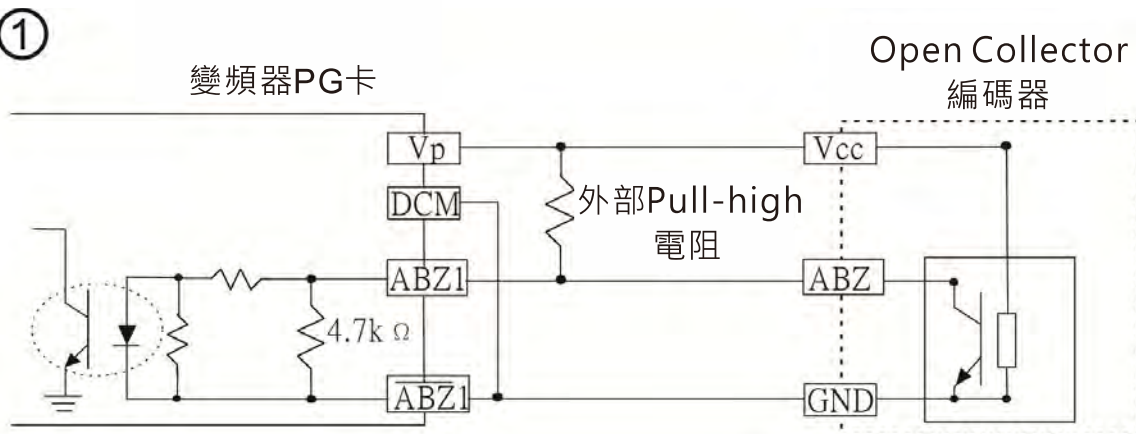 ①
變頻器PG卡
Open Collector
編碼器
Vp
Vcc
DCM
外部Pull-high
電阻
ABZ1
ABZ
4.7k Ω
A̅B̅Z̅1̅
GND